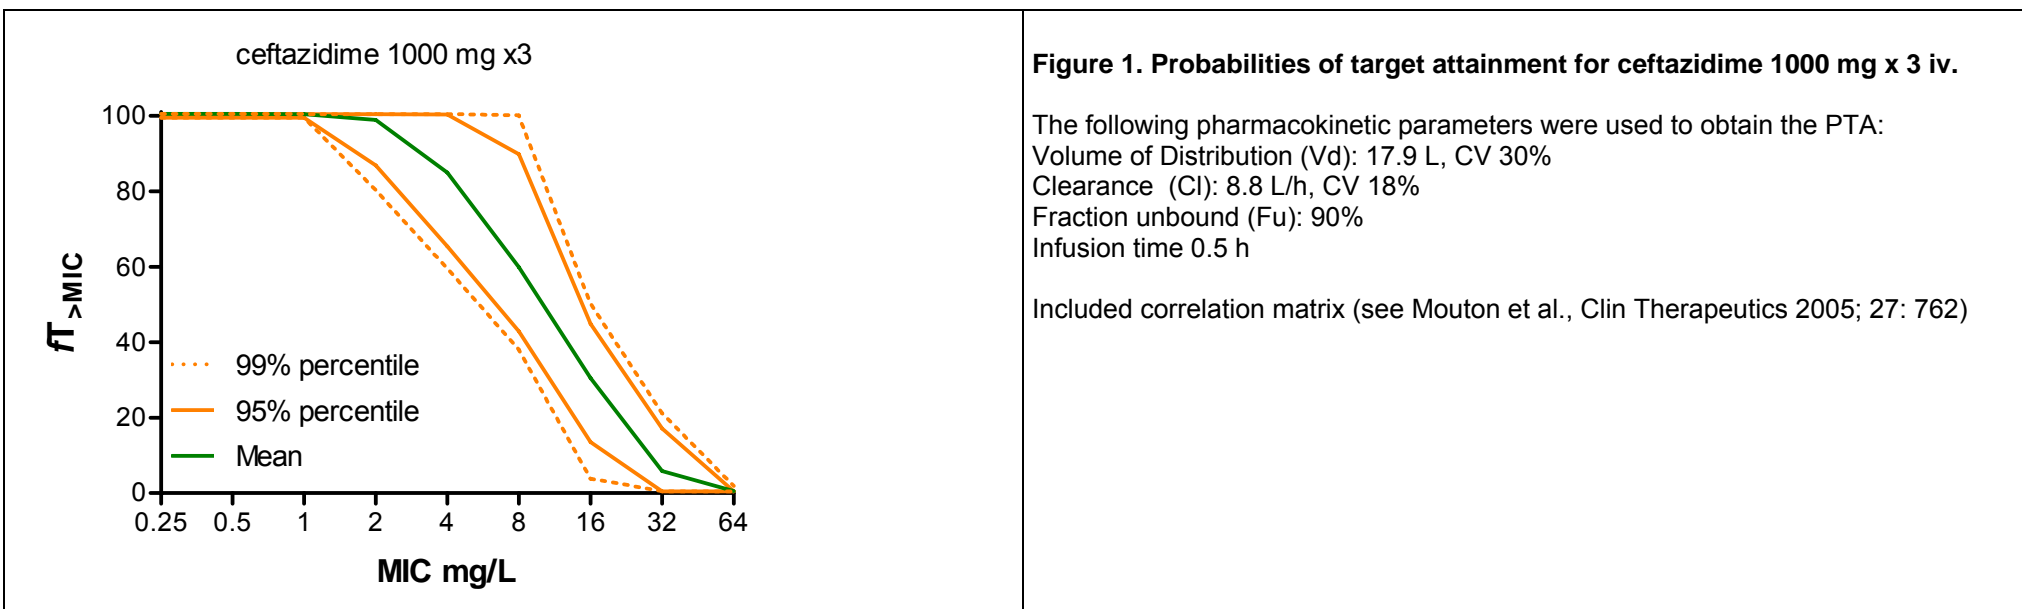 ceftazidime 1000 mg x3
100
80
60
40
20
0
fT>MIC
99% percentile
95% percentile
Mean
0.25 0.5 1 2 4 8 16 32 64
MIC mg/L
Figure 1. Probabilities of target attainment for ceftazidime 1000 mg x 3 iv.
The following pharmacokinetic parameters were used to obtain the PTA:
Volume of Distribution (Vd): 17.9 L, CV 30%
Clearance (Cl): 8.8 L/h, CV 18%
Fraction unbound (Fu): 90%
Infusion time 0.5 h
Included correlation matrix (see Mouton et al., Clin Therapeutics 2005; 27: 762)